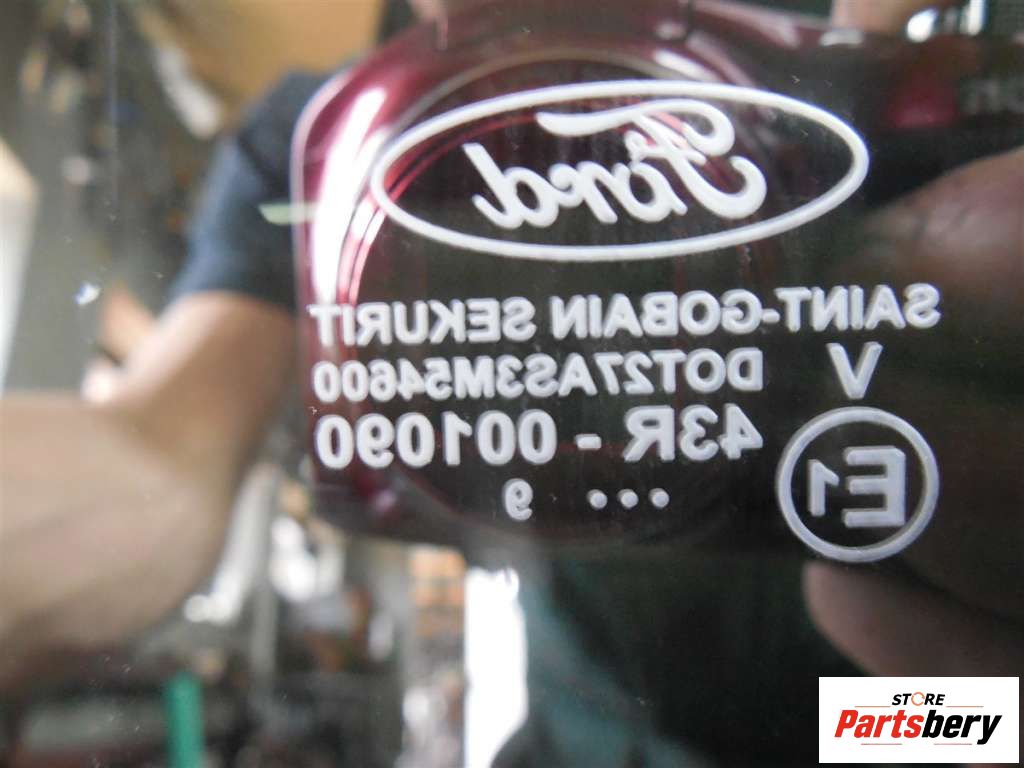 Ford
SAINT-GOBAIN SEKURIT
V DOT27AS3M54600
E1 43R - 001090
... 9
STORE
Partsbery